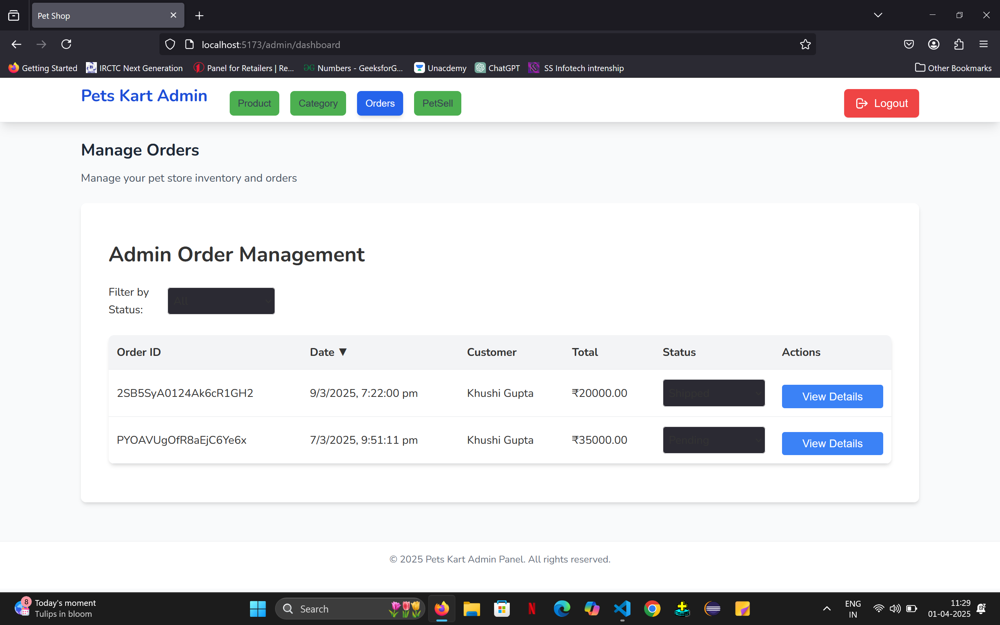 Pet Shop
localhost:5173/admin/dashboard
Getting Started
IRCTC Next Generation
Panel for Retailers | Re...
Numbers - GeeksforG...
Unacdemy
ChatGPT
SS Infotech intrenship
Other Bookmarks
Pets Kart Admin
Product
Category
Orders
PetSell
Logout
Manage Orders
Manage your pet store inventory and orders
Admin Order Management
Filter by
Status:
All
Order ID Date ▼ Customer Total Status Actions
2SB5SyA0124Ak6cR1GH2 9/3/2025, 7:22:00 pm Khushi Gupta ₹20000.00 Shipped View Details
PYOAVUgOfR8aEjC6Ye6x 7/3/2025, 9:51:11 pm Khushi Gupta ₹35000.00 Pending View Details
© 2025 Pets Kart Admin Panel. All rights reserved.
8
Today's moment
Tulips in bloom
Search
ENG
IN
11:29
01-04-2025